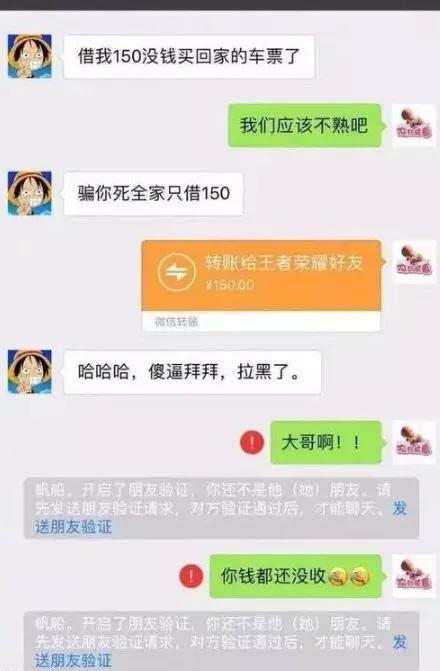 借我150没钱买回家的车票了
我们应该不熟吧
骗你死全家只借150
转账给王者荣耀好友
¥150.00
微信转账
哈哈哈，傻逼拜拜，拉黑了。
大哥啊！！
帆船，开启了朋友验证，你还不是他（她）朋友。请
先发送朋友验证请求，对方验证通过后，才能聊天。发
送朋友验证
你钱都还没收
帆船，开启了朋友验证，你还不是他（她）朋友。请
先发送朋友验证请求，对方验证通过后，才能聊天。发
送朋友验证